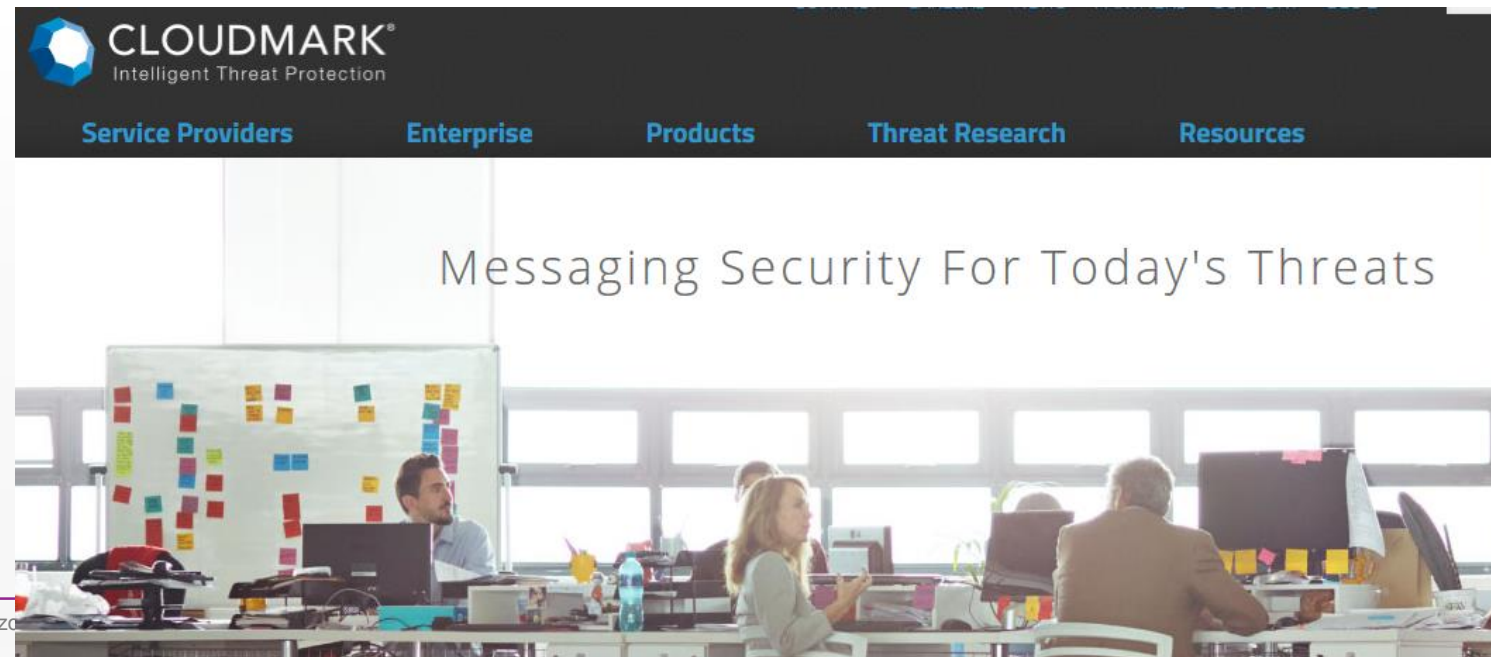 CLOUDMARK®
Intelligent Threat Protection
Service Providers Enterprise Products Threat Research Resources
Messaging Security For Today's Threats